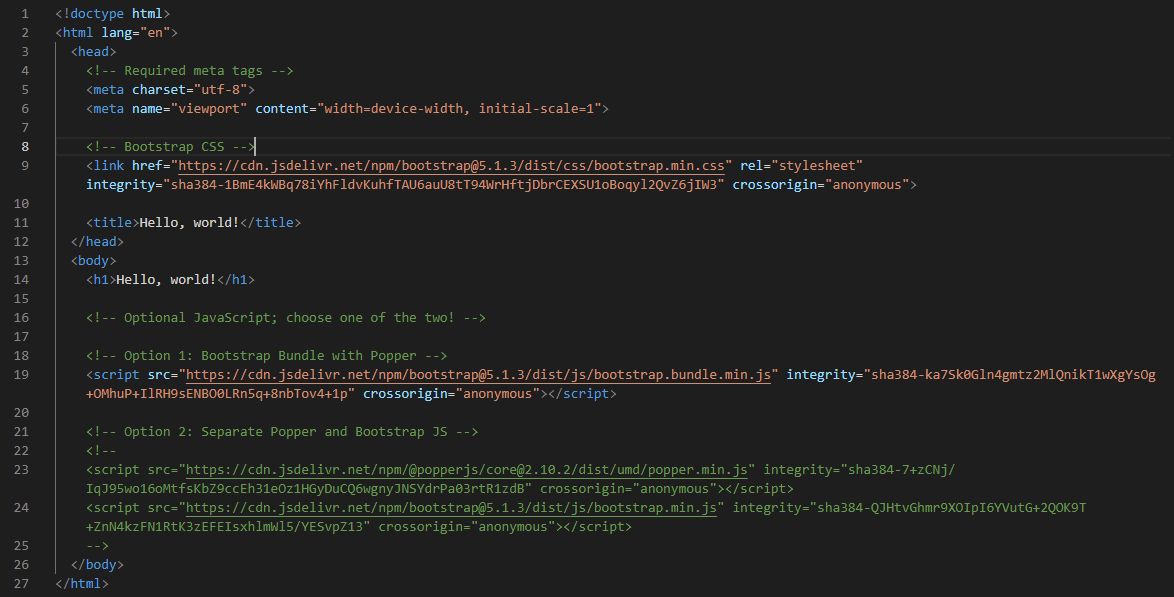 1 <!doctype html>
2 <html lang="en">
3 <head>
4 <!-- Required meta tags -->
5 <meta charset="utf-8">
6 <meta name="viewport" content="width=device-width, initial-scale=1">
7
8 <!-- Bootstrap CSS -->
9 <link href="https://cdn.jsdelivr.net/npm/bootstrap@5.1.3/dist/css/bootstrap.min.css" rel="stylesheet"
integrity="sha384-1BmE4kWBq78iYhFldvKuhfTAU6auU8tT94WrHftjDbrCEXSU1oBoqyl2QvZ6jIW3" crossorigin="anonymous">
10
11 <title>Hello, world!</title>
12 </head>
13 <body>
14 <h1>Hello, world!</h1>
15
16 <!-- Optional JavaScript; choose one of the two! -->
17
18 <!-- Option 1: Bootstrap Bundle with Popper -->
19 <script src="https://cdn.jsdelivr.net/npm/bootstrap@5.1.3/dist/js/bootstrap.bundle.min.js" integrity="sha384-ka7Sk0Gln4gmtz2MlQnikT1wXgYsOg
+OMhuP+IlRH9sENBO0LRn5q+8nbTov4+1p" crossorigin="anonymous"></script>
20
21 <!-- Option 2: Separate Popper and Bootstrap JS -->
22 <!--
23 <script src="https://cdn.jsdelivr.net/npm/@popperjs/core@2.10.2/dist/umd/popper.min.js" integrity="sha384-7+zCNj/
IqJ95wo16oMtfsKbZ9ccEh31eOz1HGyDuCQ6wgnyJNSYdrPa03rtR1zdB" crossorigin="anonymous"></script>
24 <script src="https://cdn.jsdelivr.net/npm/bootstrap@5.1.3/dist/js/bootstrap.min.js" integrity="sha384-QJHtvGhmr9XOIpI6YVutG+2QOK9T
+ZnN4kzFN1RtK3zEFEIsxhlmWl5/YESvpZ13" crossorigin="anonymous"></script>
25 -->
26 </body>
27 </html>